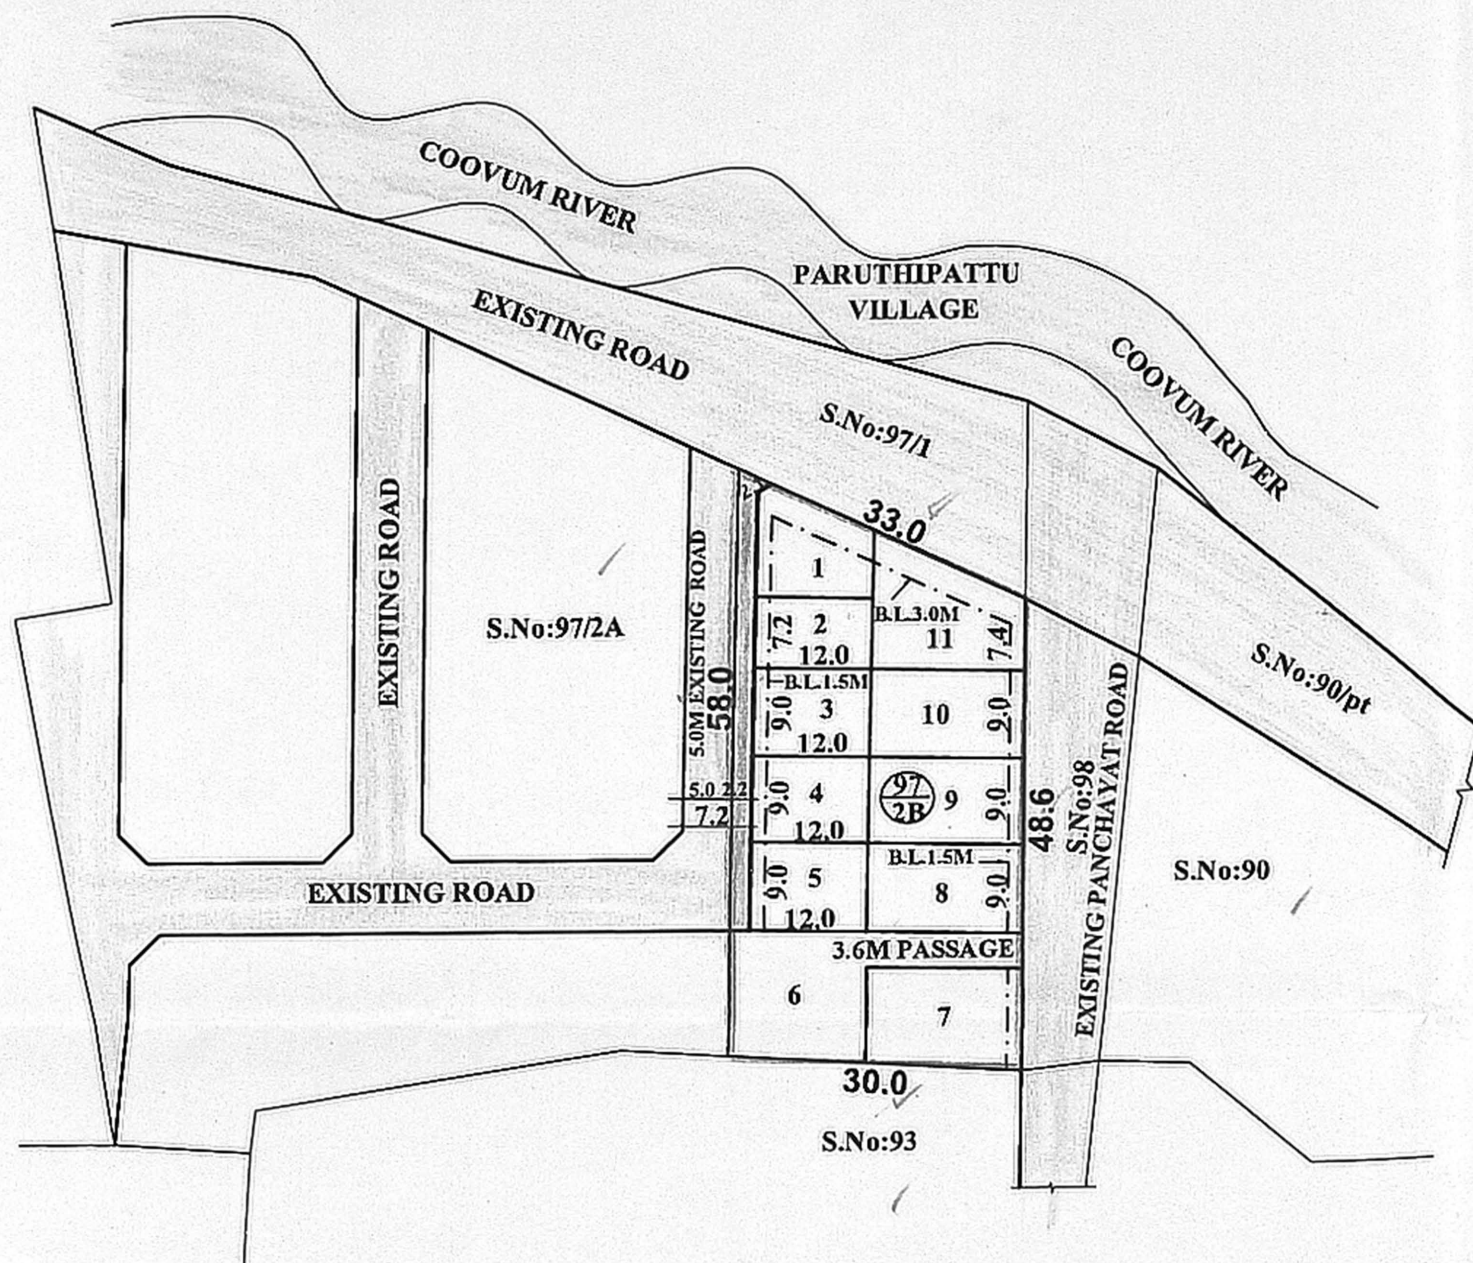 COOVUM RIVER
PARUTHIPATTU
VILLAGE
EXISTING ROAD
COOVUM RIVER
S.No:97/1
33.0
EXISTING ROAD
S.No:97/2A
5.0M EXISTING ROAD
58.0
1
B.L.3.0M
7.2
2
12.0
11
7.4
B.L.1.5M
9.0
3
12.0
10
9.0
S.No:90/pt
5.0 2.2
7.2
9.0
4
12.0
97
2B
9
9.0
48.6
S.No:98
EXISTING PANCHAYAT ROAD
S.No:90
B.L.1.5M
9.0
5
12.0
8
9.0
EXISTING ROAD
3.6M PASSAGE
6
7
30.0
S.No:93